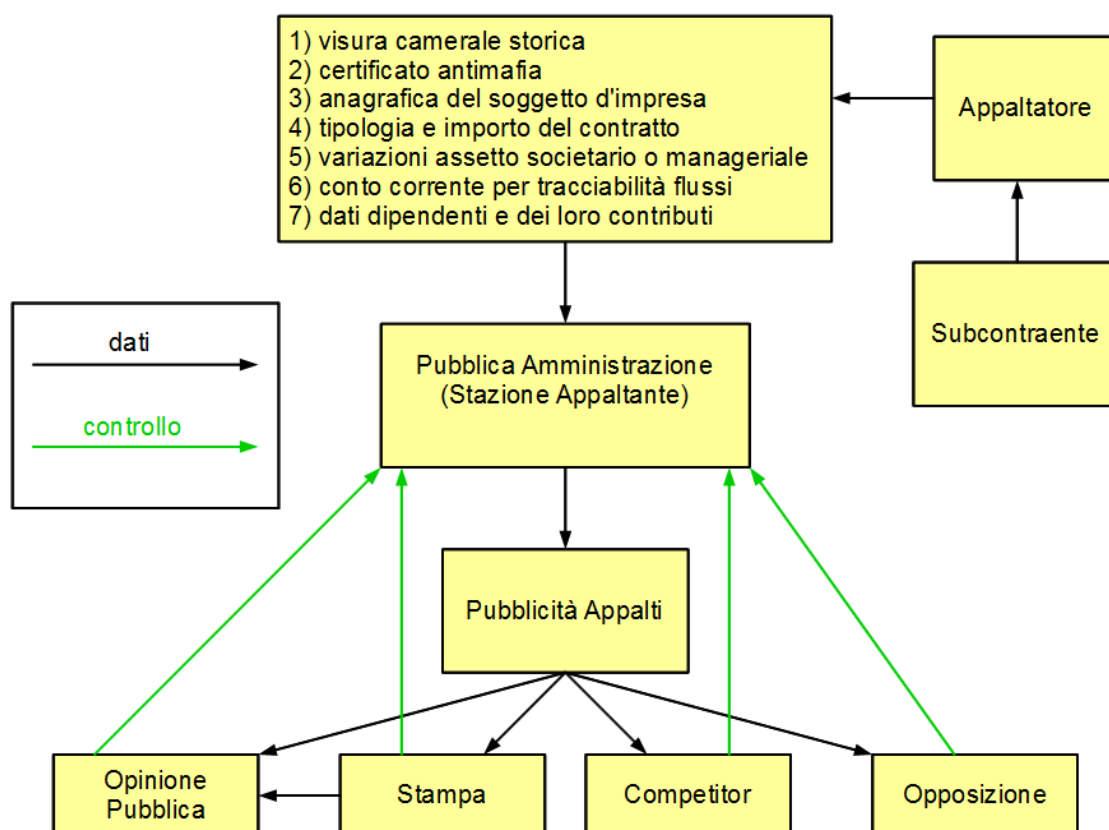 1) visura camerale storica
2) certificato antimafia
3) anagrafica del soggetto d'impresa
4) tipologia e importo del contratto
5) variazioni assetto societario o manageriale
6) conto corrente per tracciabilità flussi
7) dati dipendenti e dei loro contributi
Appaltatore
Subcontraente
dati
controllo
Pubblica Amministrazione
(Stazione Appaltante)
Pubblicità Appalti
Opinione
Pubblica
Stampa
Competitor
Opposizione